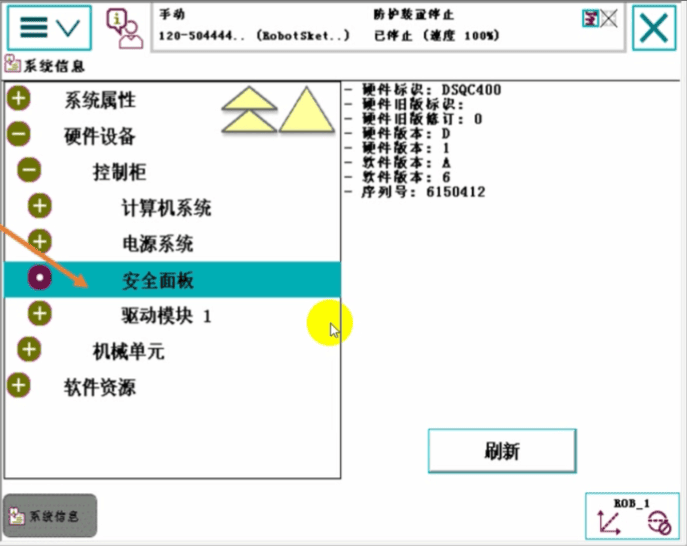 手动
防护装置停止
120-504444.. (RobotSket..)
已停止 (速度 100%)
系统信息
系统属性
硬件设备
控制柜
计算机系统
电源系统
安全面板
驱动模块 1
机械单元
软件资源
- 硬件标识: DSQC400
- 硬件旧版标识:
- 硬件旧版修订: 0
- 硬件版本: D
- 硬件版本: 1
- 软件版本: A
- 软件版本: 6
- 序列号: 6150412
刷新
系统信息
ROB_1